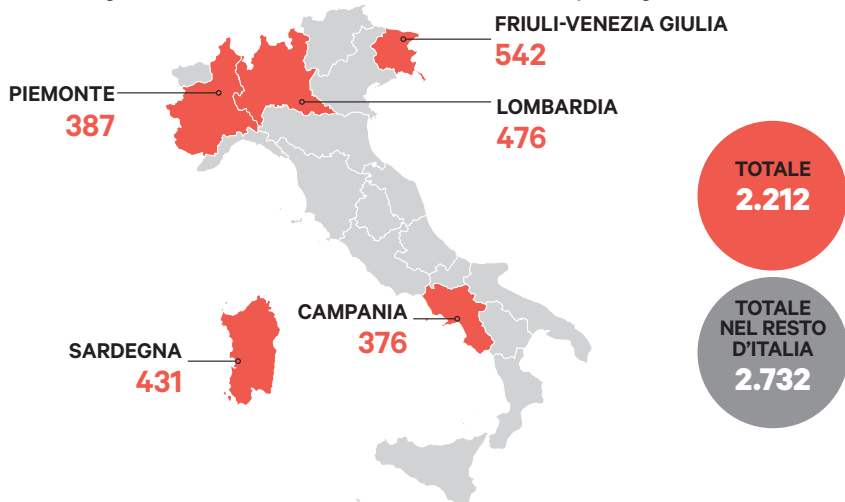 FRIULI-VENEZIA GIULIA
542
PIEMONTE
387
LOMBARDIA
476
TOTALE
2.212
CAMPANIA
376
SARDEGNA
431
TOTALE
NEL RESTO
D'ITALIA
2.732